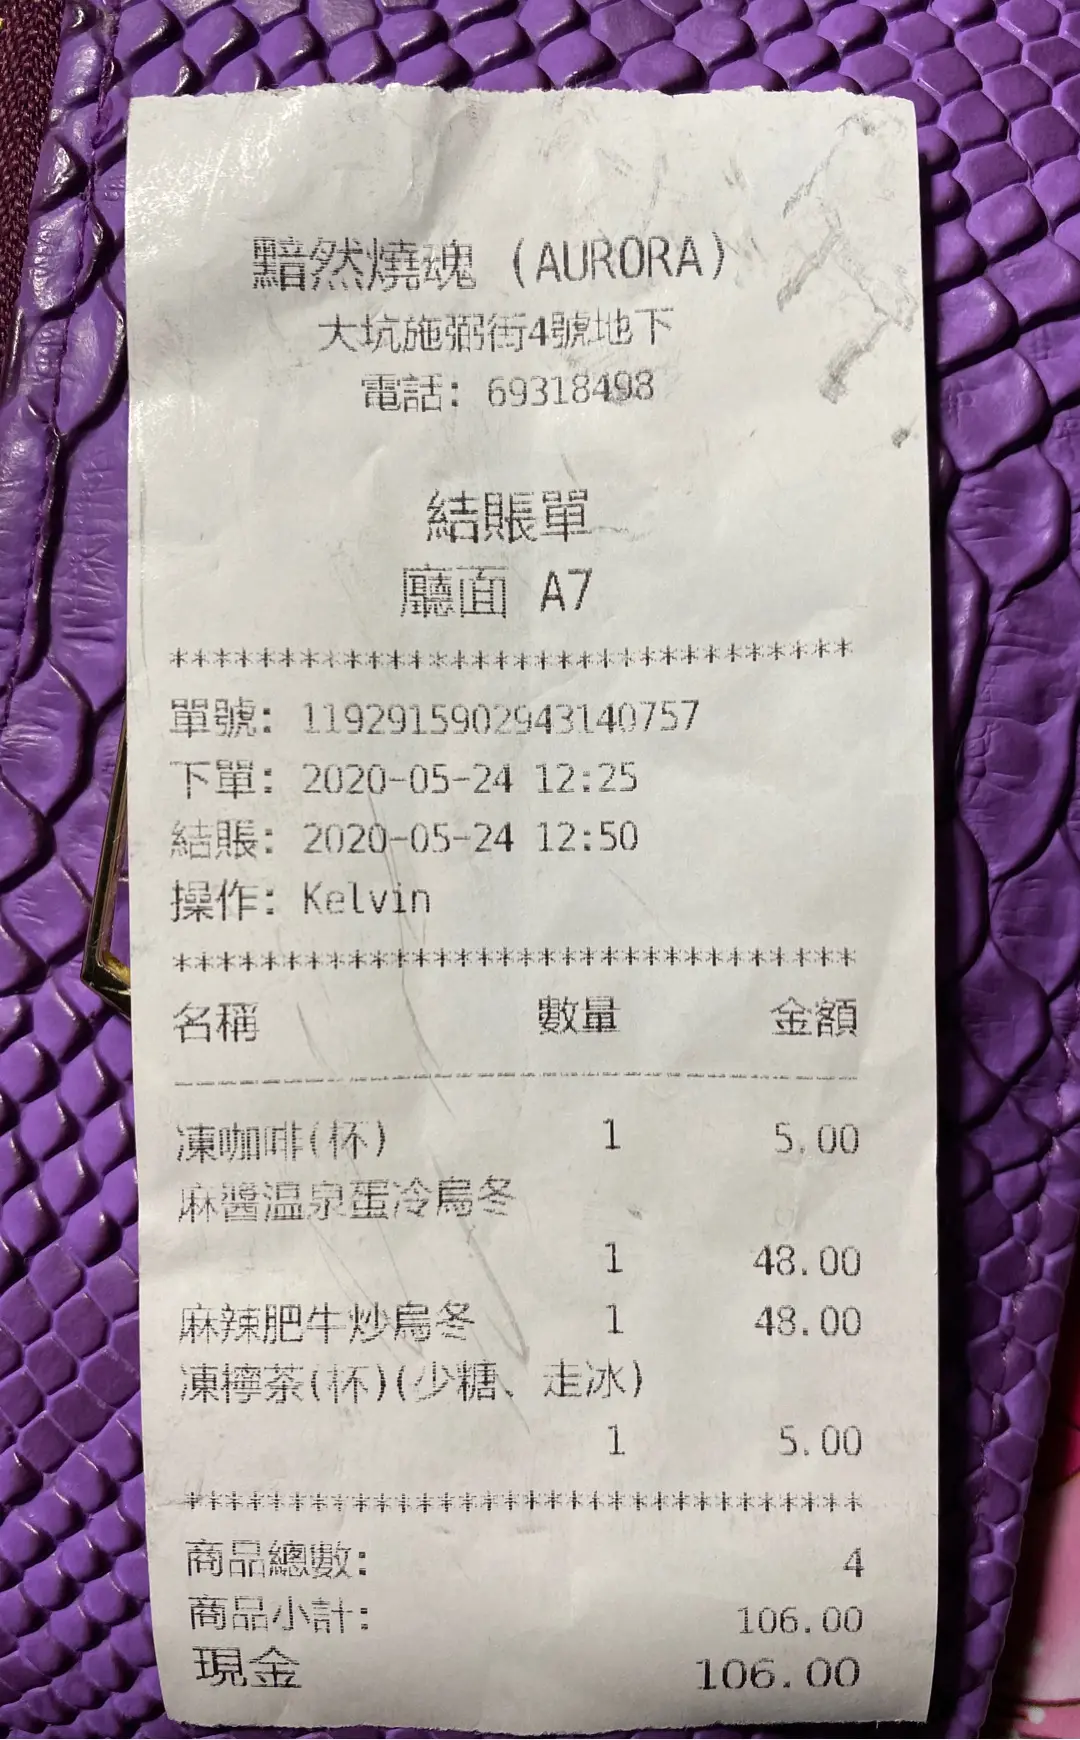 黯然燒魂 (AURORA)
大坑施弼街4號地下
電話: 69318498
結賬單
廳面 A7
********************************
單號: 1192915902943140757
下單: 2020-05-24 12:25
結賬: 2020-05-24 12:50
操作: Kelvin
********************************
名稱 數量 金額
--------------------------------
凍咖啡(杯) 1 5.00
麻醬温泉蛋冷烏冬
1 48.00
麻辣肥牛炒烏冬 1 48.00
凍檸茶(杯)(少糖、走冰)
1 5.00
********************************
商品總數: 4
商品小計: 106.00
現金 106.00